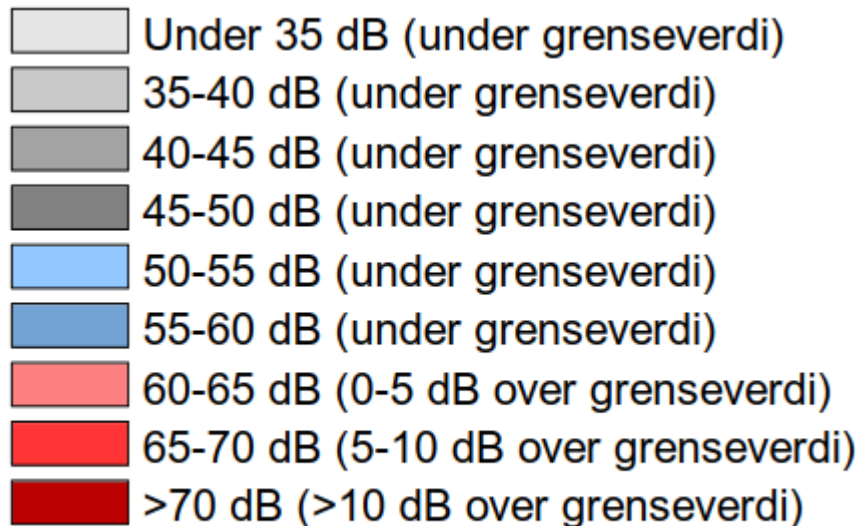 Under 35 dB (under grenseverdi)
35-40 dB (under grenseverdi)
40-45 dB (under grenseverdi)
45-50 dB (under grenseverdi)
50-55 dB (under grenseverdi)
55-60 dB (under grenseverdi)
60-65 dB (0-5 dB over grenseverdi)
65-70 dB (5-10 dB over grenseverdi)
>70 dB (>10 dB over grenseverdi)